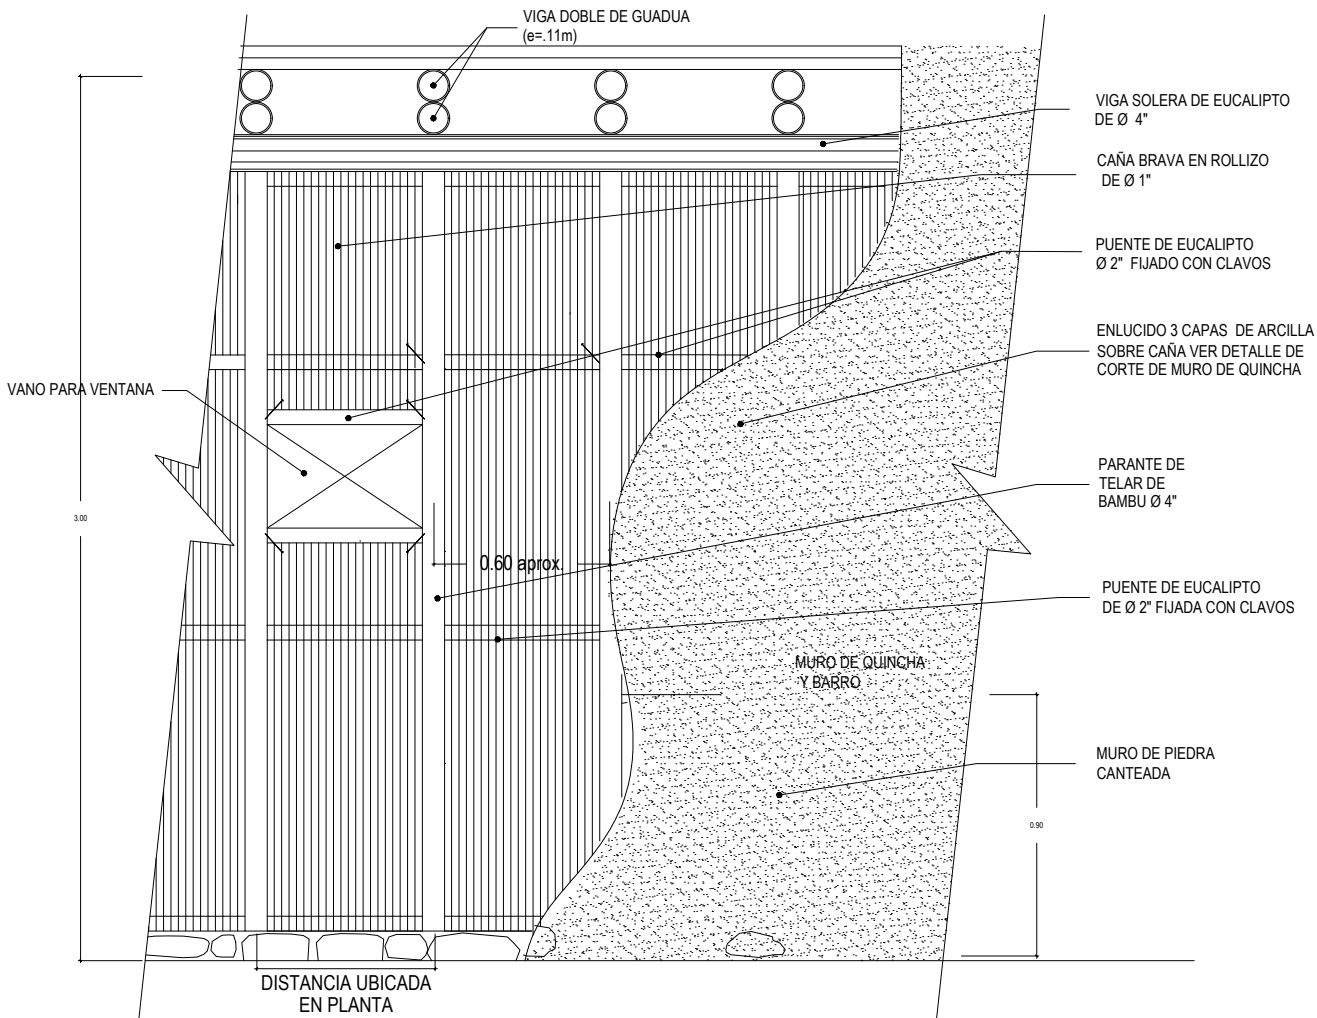 VIGA DOBLE DE GUADUA
(e=.11m)
VIGA SOLERA DE EUCALIPTO
DE Ø 4"
CAÑA BRAVA EN ROLLIZO
DE Ø 1"
PUENTE DE EUCALIPTO
Ø 2" FIJADO CON CLAVOS
ENLUCIDO 3 CAPAS DE ARCILLA
SOBRE CAÑA VER DETALLE DE
CORTE DE MURO DE QUINCHA
VANO PARA VENTANA
PARANTE DE
TELAR DE
BAMBU Ø 4"
3.00
0.60 aprox.
PUENTE DE EUCALIPTO
DE Ø 2" FIJADA CON CLAVOS
MURO DE QUINCHA
Y BARRO
MURO DE PIEDRA
CANTEADA
0.90
DISTANCIA UBICADA
EN PLANTA